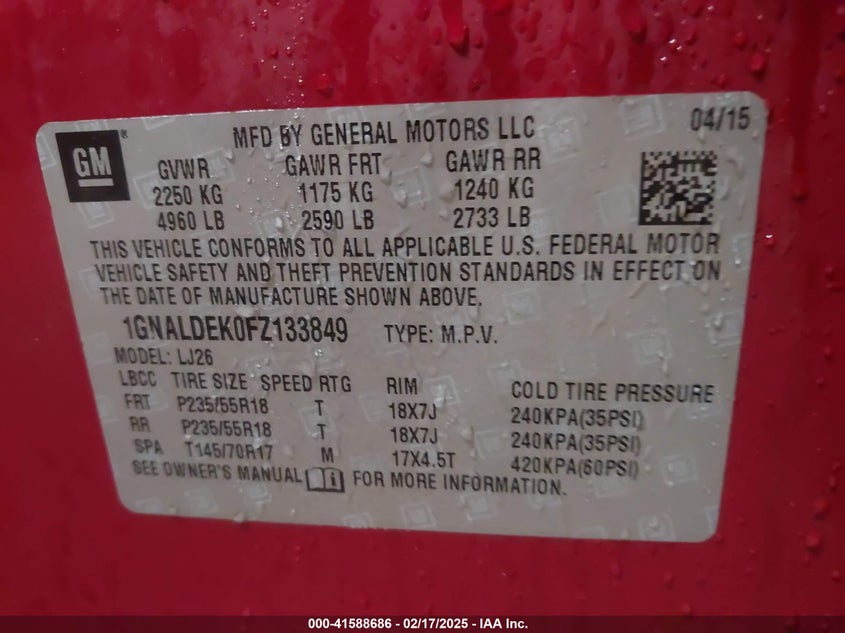 GM ®
MFD BY GENERAL MOTORS LLC 04/15
GVWR GAWR FRT GAWR RR
2250 KG 1175 KG 1240 KG
4960 LB 2590 LB 2733 LB
THIS VEHICLE CONFORMS TO ALL APPLICABLE U.S. FEDERAL MOTOR
VEHICLE SAFETY AND THEFT PREVENTION STANDARDS IN EFFECT ON
THE DATE OF MANUFACTURE SHOWN ABOVE.
1GNALDEK0FZ133849 TYPE: M.P.V.
MODEL: LJ26
LBCC TIRE SIZE SPEED RTG RIM COLD TIRE PRESSURE
FRT P235/55R18 T 18X7J 240KPA(35PSI)
RR P235/55R18 T 18X7J 240KPA(35PSI)
SPA T145/70R17 M 17X4.5T 420KPA(60PSI)
SEE OWNER'S MANUAL i FOR MORE INFORMATION.
000-41588686 - 02/17/2025 - IAA Inc.